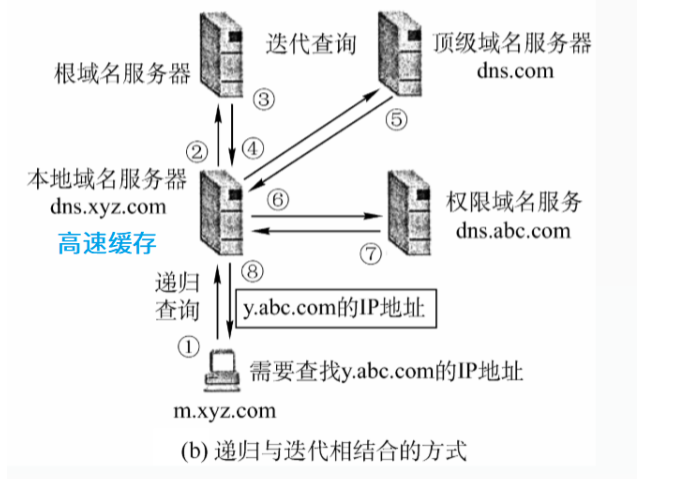 迭代查询
顶级域名服务器
dns.com
根域名服务器
③
⑤
②
④
本地域名服务器
dns.xyz.com
高速缓存
⑥
权限域名服务
dns.abc.com
⑦
⑧
递归
查询
y.abc.com的IP地址
①
需要查找y.abc.com的IP地址
m.xyz.com
(b) 递归与迭代相结合的方式